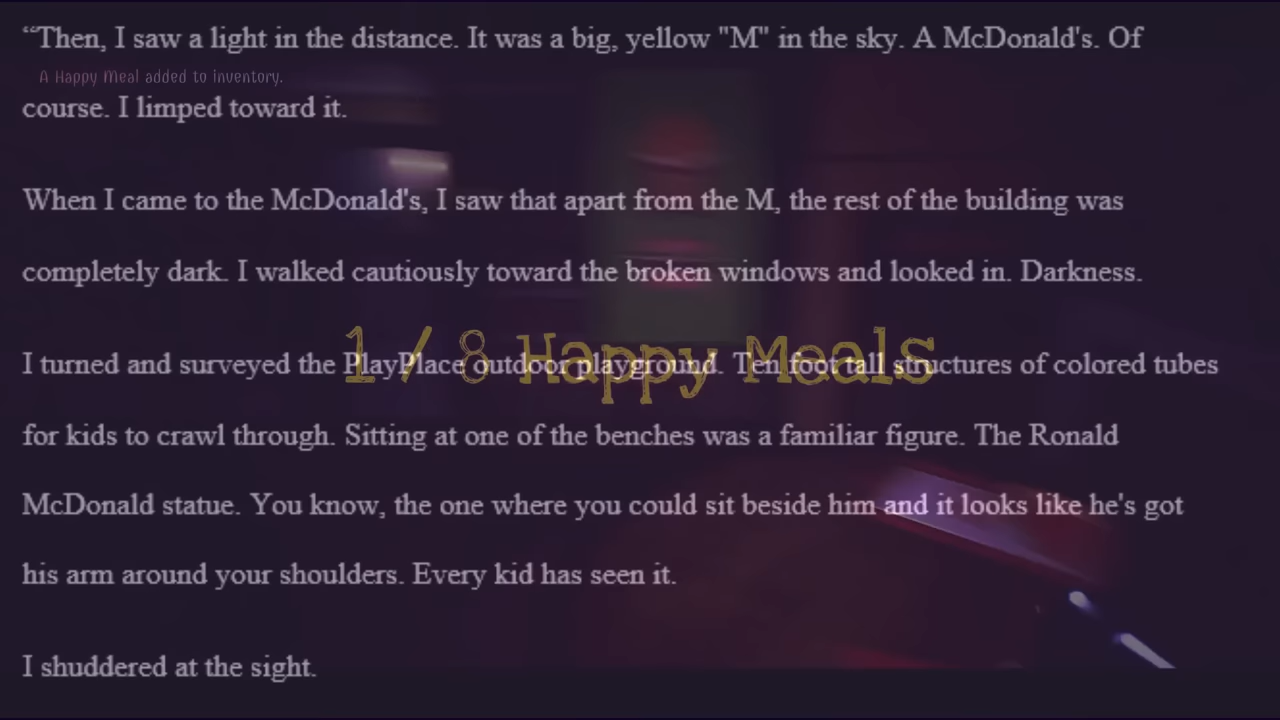 “Then, I saw a light in the distance. It was a big, yellow "M" in the sky. A McDonald's. Of
A Happy Meal added to inventory.
course. I limped toward it.
When I came to the McDonald's, I saw that apart from the M, the rest of the building was
completely dark. I walked cautiously toward the broken windows and looked in. Darkness.
1 / 8 Happy Meals
I turned and surveyed the PlayPlace outdoor playground. Ten foot tall structures of colored tubes
for kids to crawl through. Sitting at one of the benches was a familiar figure. The Ronald
McDonald statue. You know, the one where you could sit beside him and it looks like he's got
his arm around your shoulders. Every kid has seen it.
I shuddered at the sight.